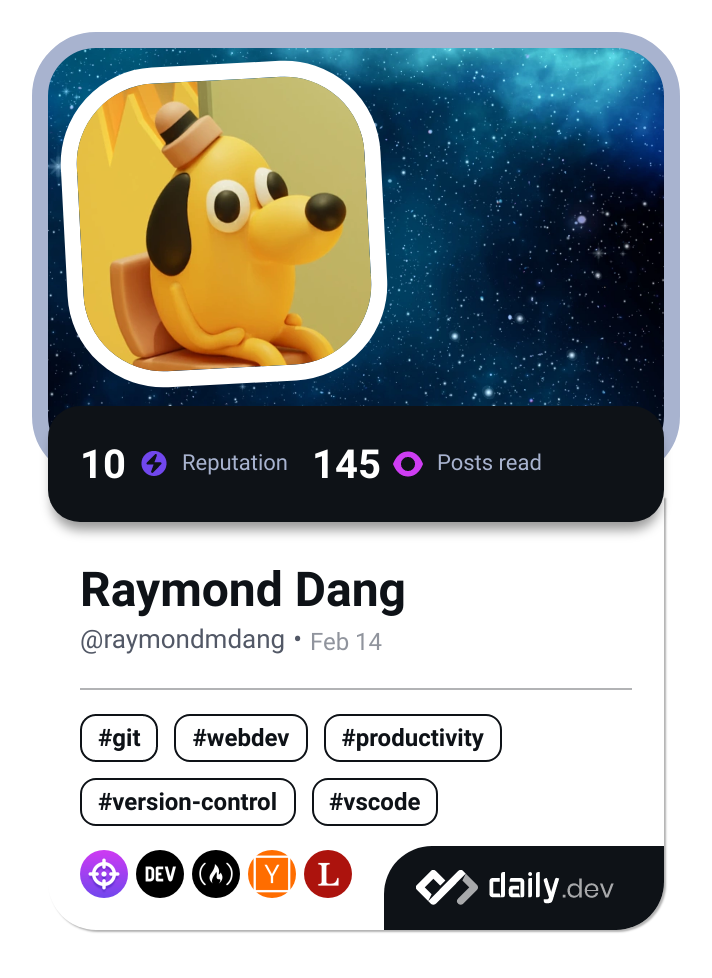 10 Reputation 145 Posts read
Raymond Dang
@raymondmdang • Feb 14
#git #webdev #productivity
#version-control #vscode
DEV Y L daily.dev